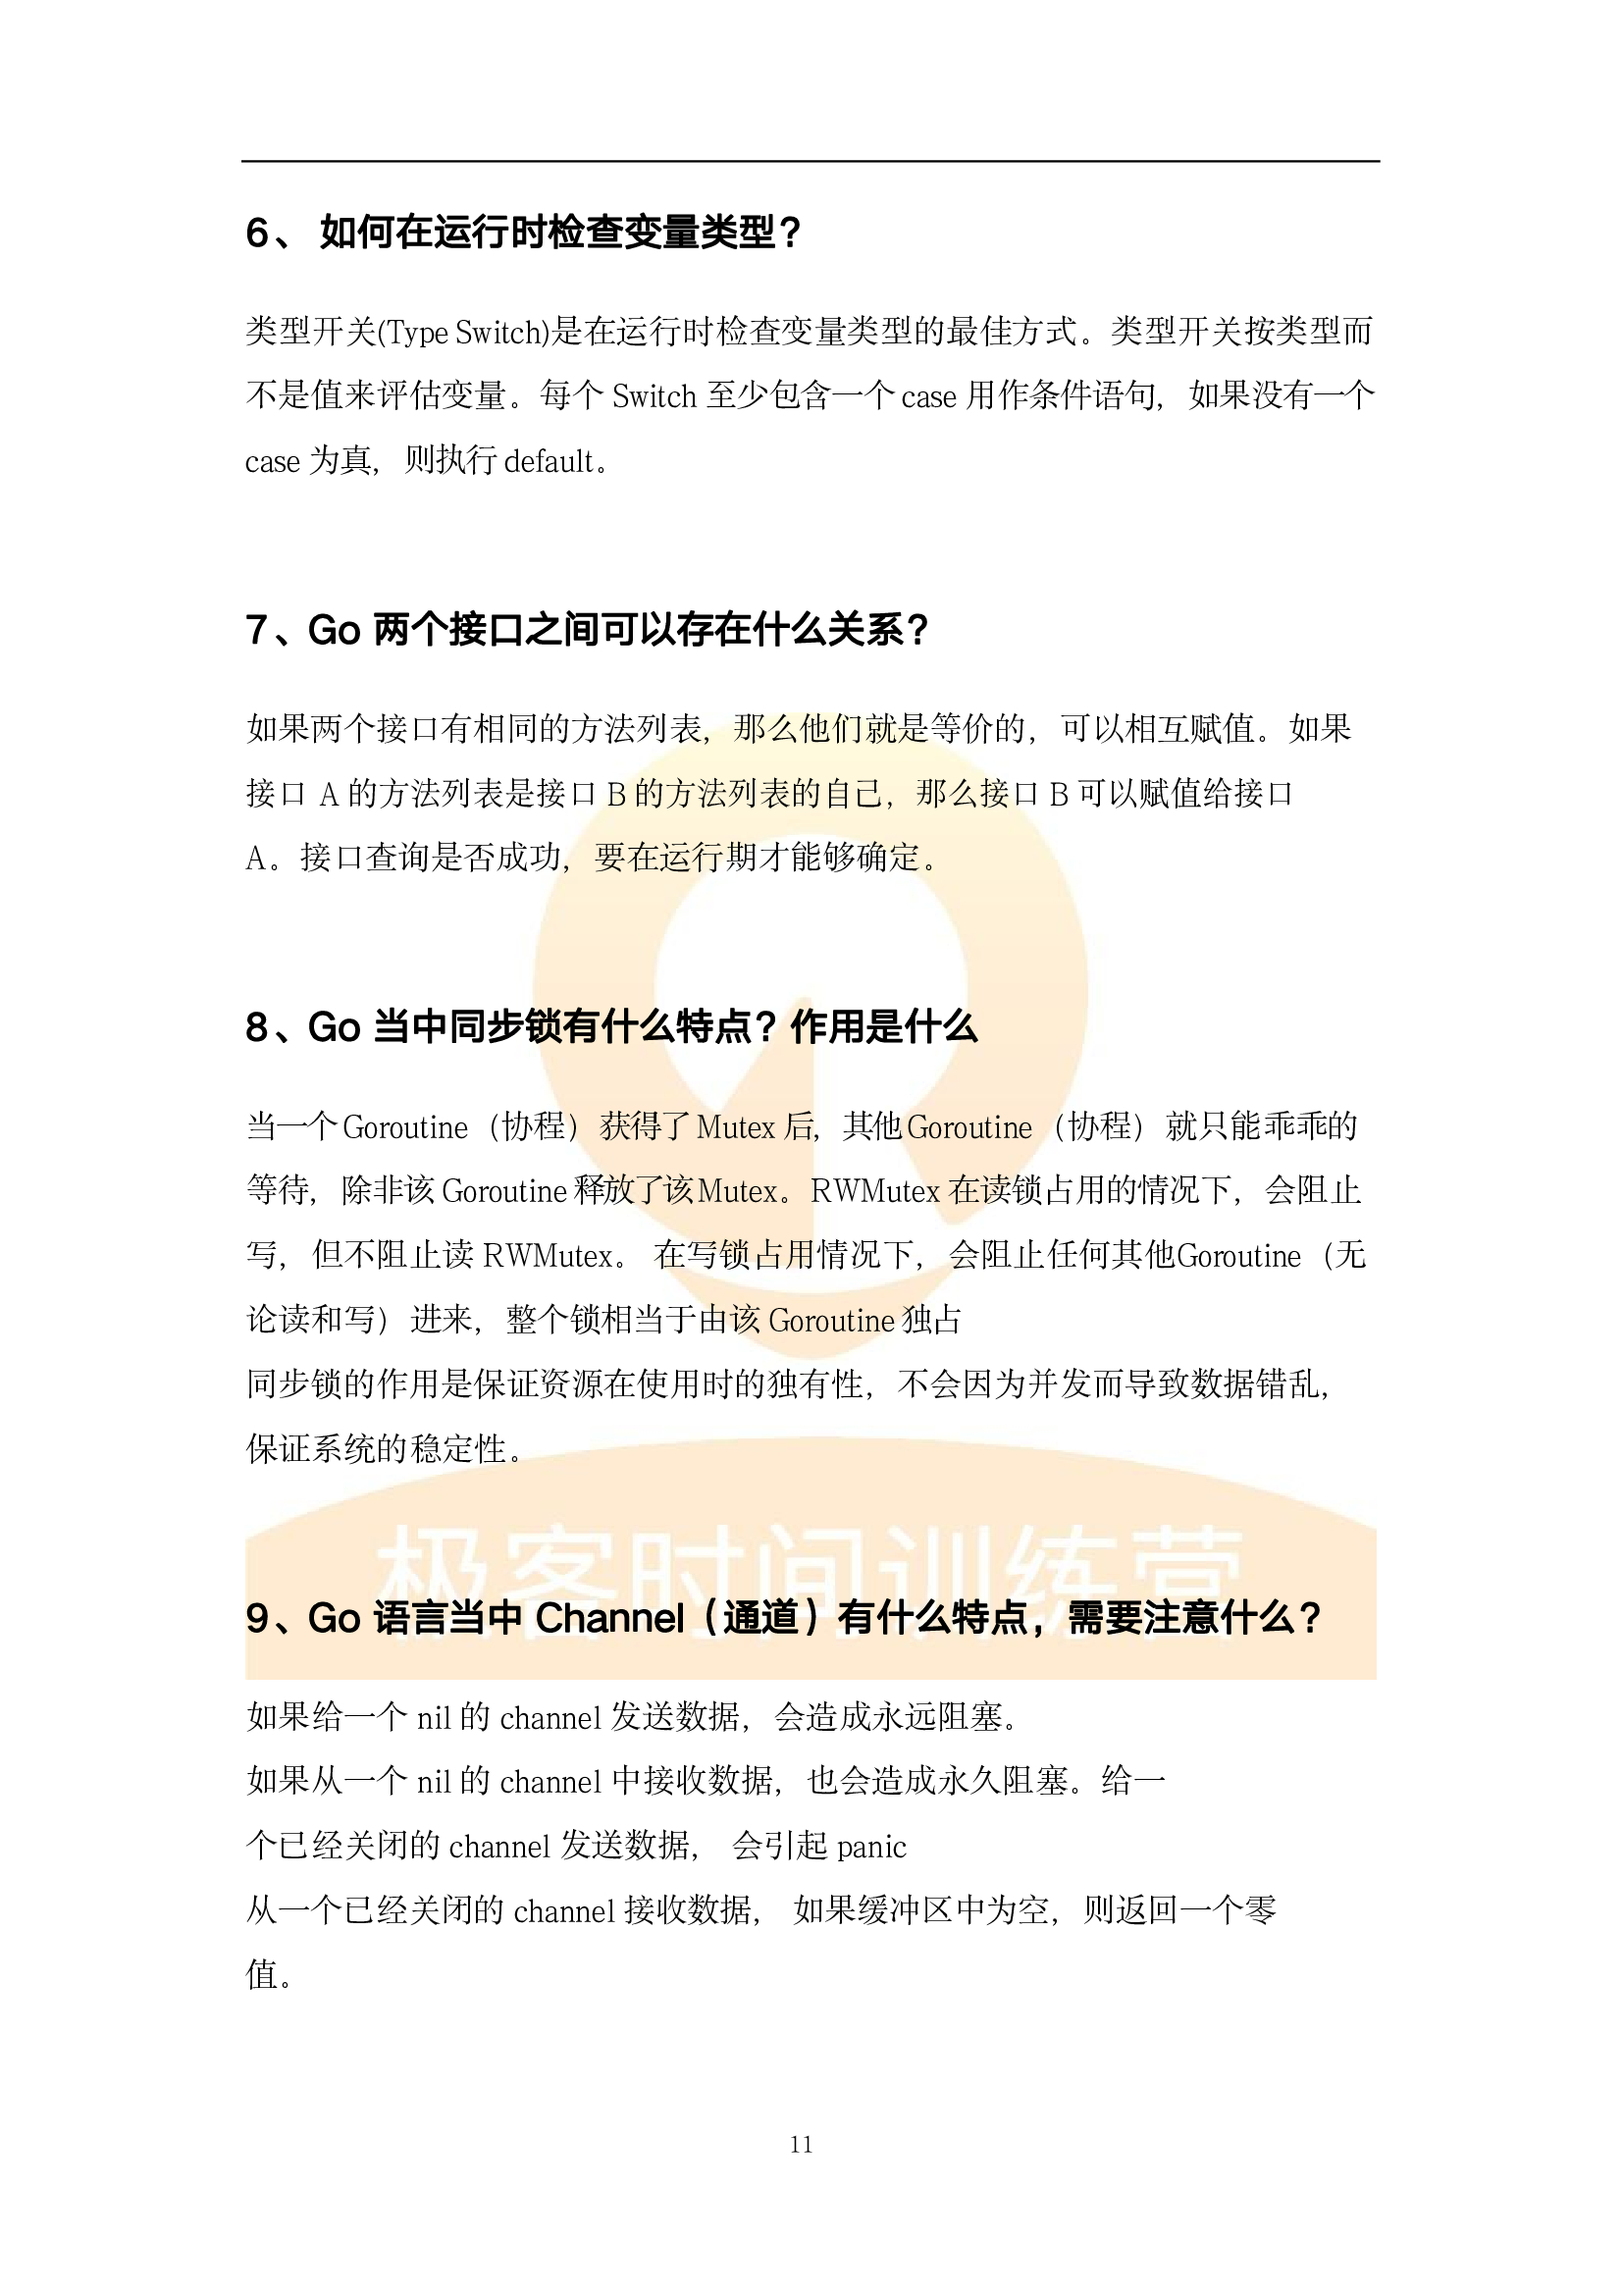 6、 如何在运行时检查变量类型？
类型开关(Type Switch)是在运行时检查变量类型的最佳方式。类型开关按类型而
不是值来评估变量。每个 Switch 至少包含一个 case 用作条件语句，如果没有一个
case 为真，则执行 default。
7、Go 两个接口之间可以存在什么关系？
如果两个接口有相同的方法列表，那么他们就是等价的，可以相互赋值。如果
接口 A 的方法列表是接口 B 的方法列表的自己，那么接口 B 可以赋值给接口
A。接口查询是否成功，要在运行期才能够确定。
8、Go 当中同步锁有什么特点？作用是什么
当一个 Goroutine（协程）获得了 Mutex 后，其他 Goroutine（协程）就只能乖乖的
等待，除非该 Goroutine 释放了该 Mutex。RWMutex 在读锁占用的情况下，会阻止
写，但不阻止读 RWMutex。 在写锁占用情况下，会阻止任何其他Goroutine（无
论读和写）进来，整个锁相当于由该 Goroutine 独占
同步锁的作用是保证资源在使用时的独有性，不会因为并发而导致数据错乱，
保证系统的稳定性。
极客时间训练营
9、Go 语言当中 Channel（通道）有什么特点，需要注意什么？
如果给一个 nil 的 channel 发送数据，会造成永远阻塞。
如果从一个 nil 的 channel 中接收数据，也会造成永久阻塞。给一
个已经关闭的 channel 发送数据， 会引起 panic
从一个已经关闭的 channel 接收数据， 如果缓冲区中为空，则返回一个零
值。
11